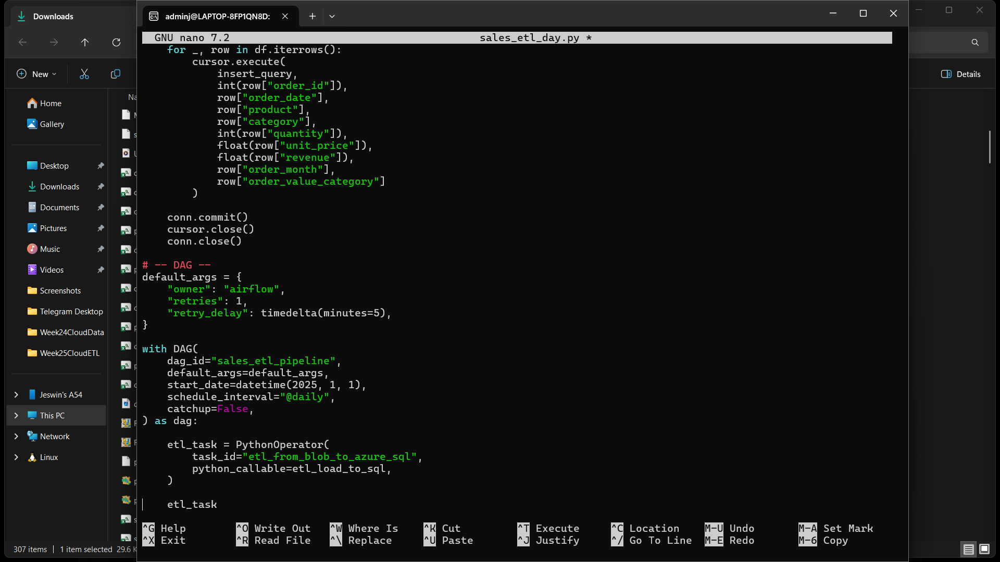 Downloads
adminj@LAPTOP-8FP1QN8D:
New
Details
Home
Gallery
Desktop
Downloads
Documents
Pictures
Music
Videos
Screenshots
Telegram Desktop
Week24CloudData
Week25CloudETL
Jeswin's A54
This PC
Network
Linux
307 items
1 item selected
GNU nano 7.2 sales_etl_day.py *
    for _, row in df.iterrows():
        cursor.execute(
            insert_query,
            int(row["order_id"]),
            row["order_date"],
            row["product"],
            row["category"],
            int(row["quantity"]),
            float(row["unit_price"]),
            float(row["revenue"]),
            row["order_month"],
            row["order_value_category"]
        )
    conn.commit()
    cursor.close()
    conn.close()
# -- DAG --
default_args = {
    "owner": "airflow",
    "retries": 1,
    "retry_delay": timedelta(minutes=5),
}
with DAG(
    dag_id="sales_etl_pipeline",
    default_args=default_args,
    start_date=datetime(2025, 1, 1),
    schedule_interval="@daily",
    catchup=False,
) as dag:
    etl_task = PythonOperator(
        task_id="etl_from_blob_to_azure_sql",
        python_callable=etl_load_to_sql,
    )
    etl_task
^G Help ^O Write Out ^W Where Is ^K Cut ^T Execute ^C Location M-U Undo M-A Set Mark
^X Exit ^R Read File ^\ Replace ^U Paste ^J Justify ^/ Go To Line M-E Redo M-6 Copy